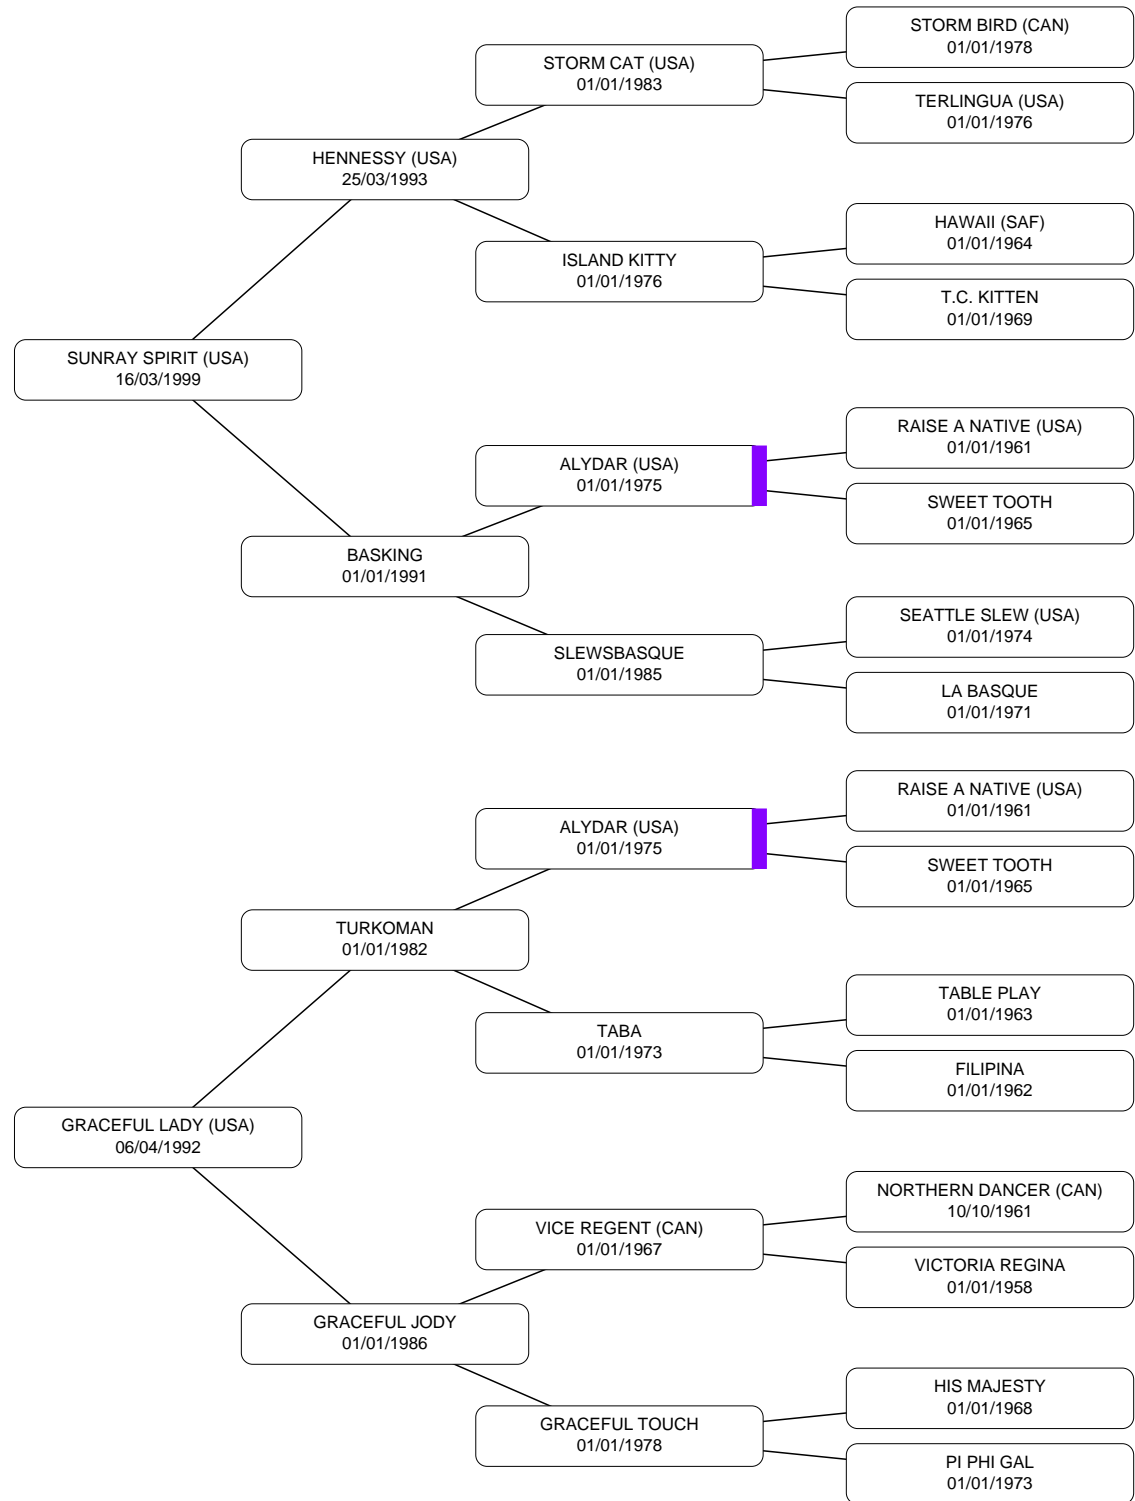 STORM BIRD (CAN)
01/01/1978
STORM CAT (USA)
01/01/1983
TERLINGUA (USA)
01/01/1976
HENNESSY (USA)
25/03/1993
HAWAII (SAF)
01/01/1964
ISLAND KITTY
01/01/1976
T.C. KITTEN
01/01/1969
SUNRAY SPIRIT (USA)
16/03/1999
RAISE A NATIVE (USA)
01/01/1961
ALYDAR (USA)
01/01/1975
SWEET TOOTH
01/01/1965
BASKING
01/01/1991
SEATTLE SLEW (USA)
01/01/1974
SLEWSBASQUE
01/01/1985
LA BASQUE
01/01/1971
RAISE A NATIVE (USA)
01/01/1961
ALYDAR (USA)
01/01/1975
SWEET TOOTH
01/01/1965
TURKOMAN
01/01/1982
TABLE PLAY
01/01/1963
TABA
01/01/1973
FILIPINA
01/01/1962
GRACEFUL LADY (USA)
06/04/1992
NORTHERN DANCER (CAN)
10/10/1961
VICE REGENT (CAN)
01/01/1967
VICTORIA REGINA
01/01/1958
GRACEFUL JODY
01/01/1986
HIS MAJESTY
01/01/1968
GRACEFUL TOUCH
01/01/1978
PI PHI GAL
01/01/1973